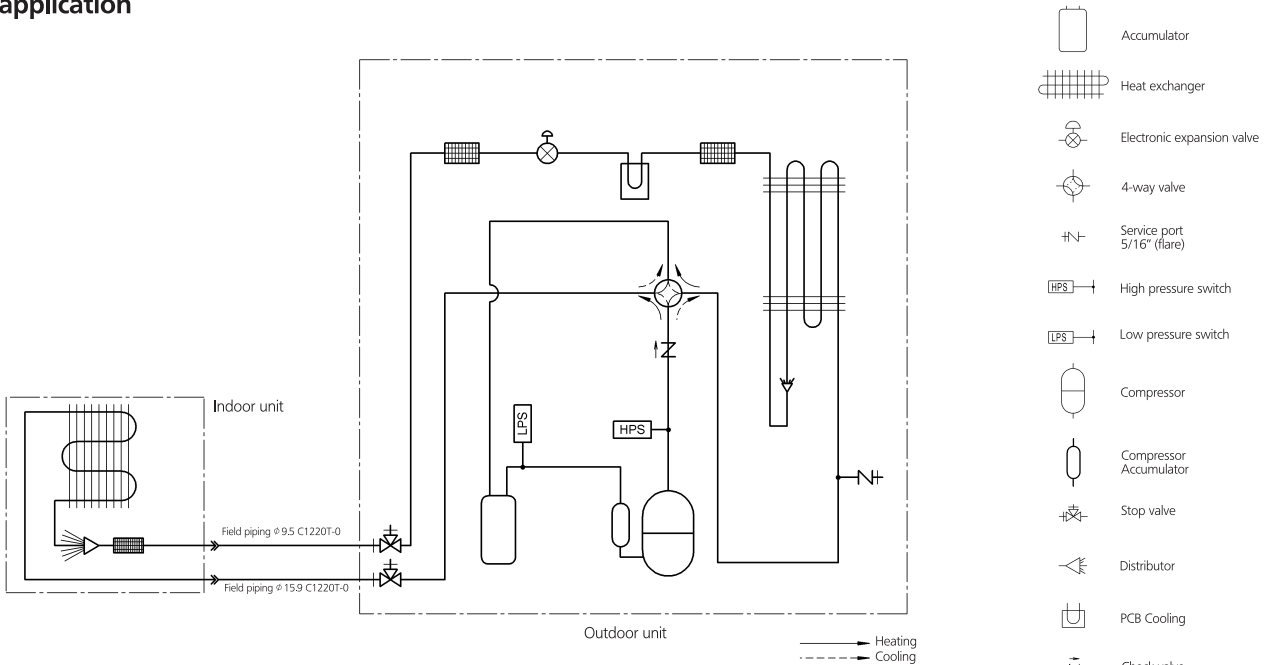 application
Accumulator
Heat exchanger
Electronic expansion valve
4-way valve
Service port
5/16" (flare)
HPS
High pressure switch
LPS
Low pressure switch
Compressor
Compressor
Accumulator
Stop valve
Distributor
PCB Cooling
Check valve
Indoor unit
LPS
HPS
Field piping ϕ 9.5 C1220T-0
Field piping ϕ 15.9 C1220T-0
Outdoor unit
Heating
Cooling